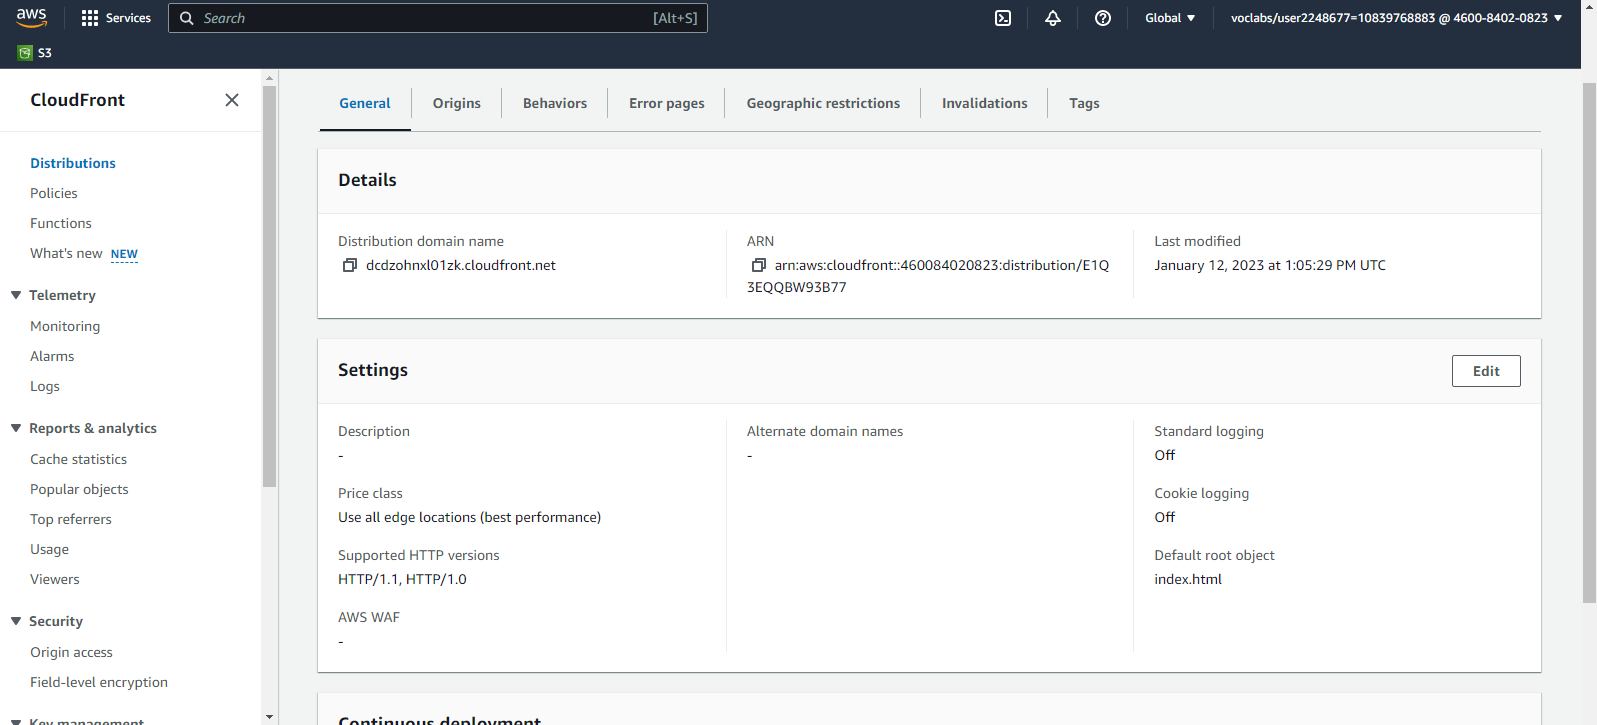 aws
Services
Search
[Alt+S]
Global
voclabs/user2248677=10839768883 @ 4600-8402-0823
S3
CloudFront
Distributions
Policies
Functions
What's new NEW
Telemetry
Monitoring
Alarms
Logs
Reports & analytics
Cache statistics
Popular objects
Top referrers
Usage
Viewers
Security
Origin access
Field-level encryption
Key management
General
Origins
Behaviors
Error pages
Geographic restrictions
Invalidations
Tags
Details
Distribution domain name
dcdzohnxl01zk.cloudfront.net
ARN
arn:aws:cloudfront::460084020823:distribution/E1Q
3EQQBW93B77
Last modified
January 12, 2023 at 1:05:29 PM UTC
Settings
Edit
Description
-
Price class
Use all edge locations (best performance)
Supported HTTP versions
HTTP/1.1, HTTP/1.0
AWS WAF
-
Alternate domain names
-
Standard logging
Off
Cookie logging
Off
Default root object
index.html
Continuous deployment